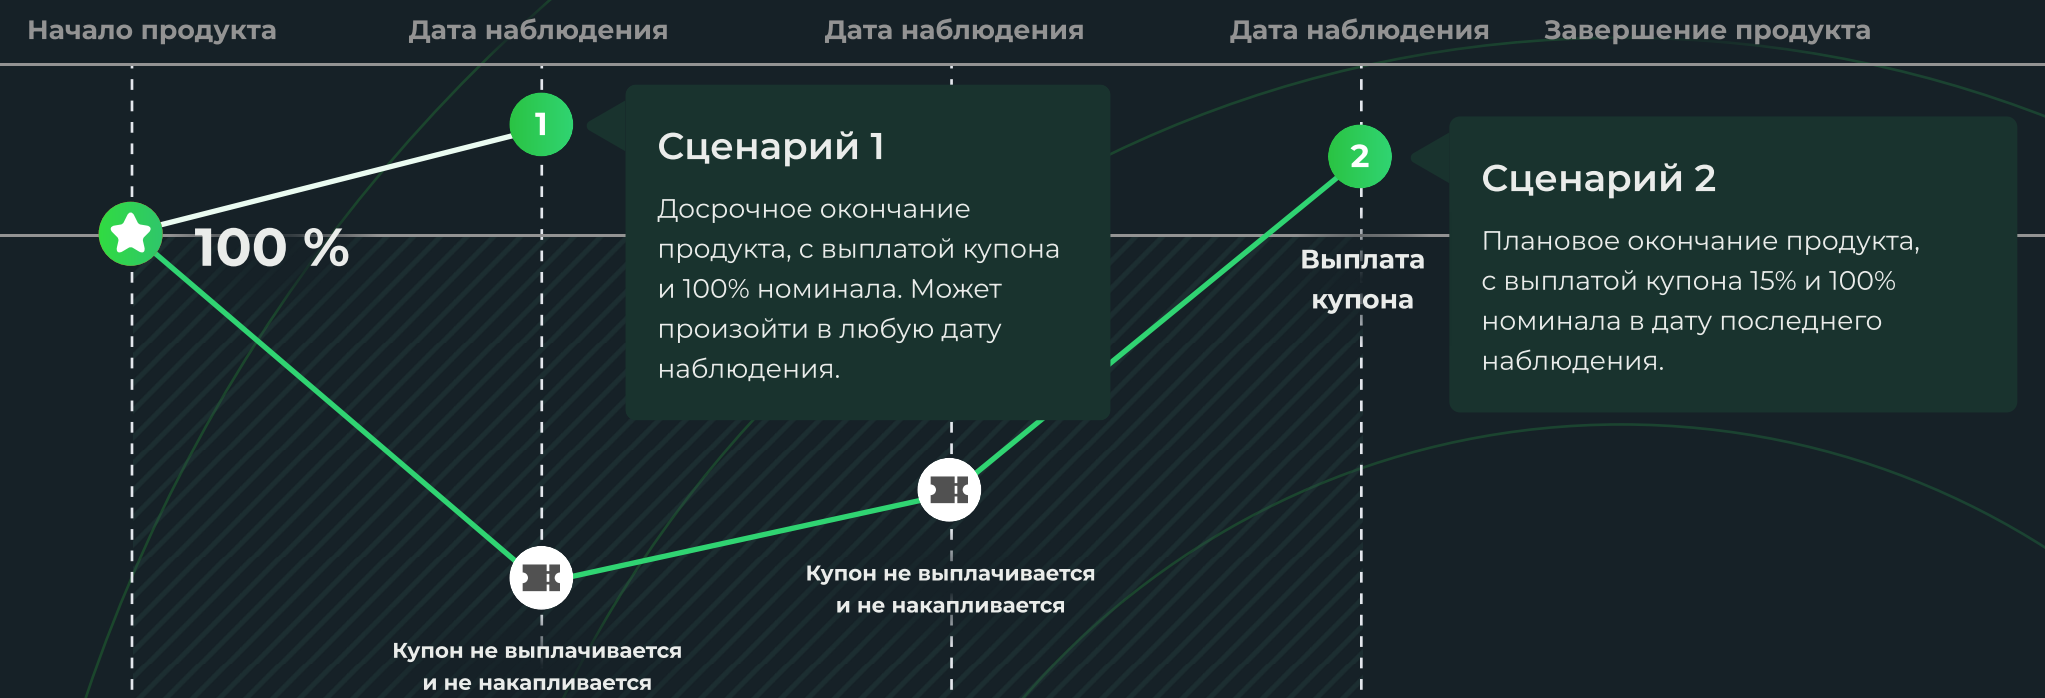 Начало продукта
Дата наблюдения
Дата наблюдения
Дата наблюдения
Завершение продукта
1
Сценарий 1
Досрочное окончание
продукта, с выплатой купона
и 100% номинала. Может
произойти в любую дату
наблюдения.
2
Сценарий 2
Плановое окончание продукта,
с выплатой купона 15% и 100%
номинала в дату последнего
наблюдения.
100 %
Выплата
купона
Купон не выплачивается
и не накапливается
Купон не выплачивается
и не накапливается